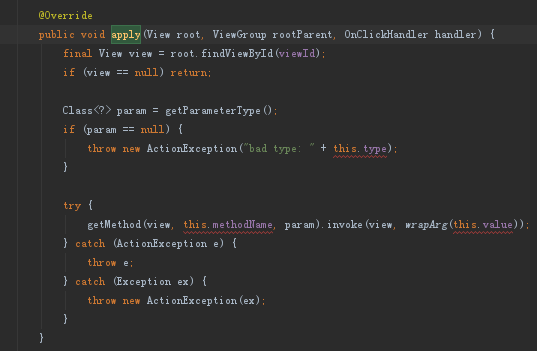 @Override
public void apply(View root, ViewGroup rootParent, OnClickHandler handler) {
final View view = root.findViewById(viewId);
if (view == null) return;
Class<?> param = getParameterType();
if (param == null) {
throw new ActionException("bad type: " + this.type);
}
try {
getMethod(view, this.methodName, param).invoke(view, wrapArg(this.value));
} catch (ActionException e) {
throw e;
} catch (Exception ex) {
throw new ActionException(ex);
}
}